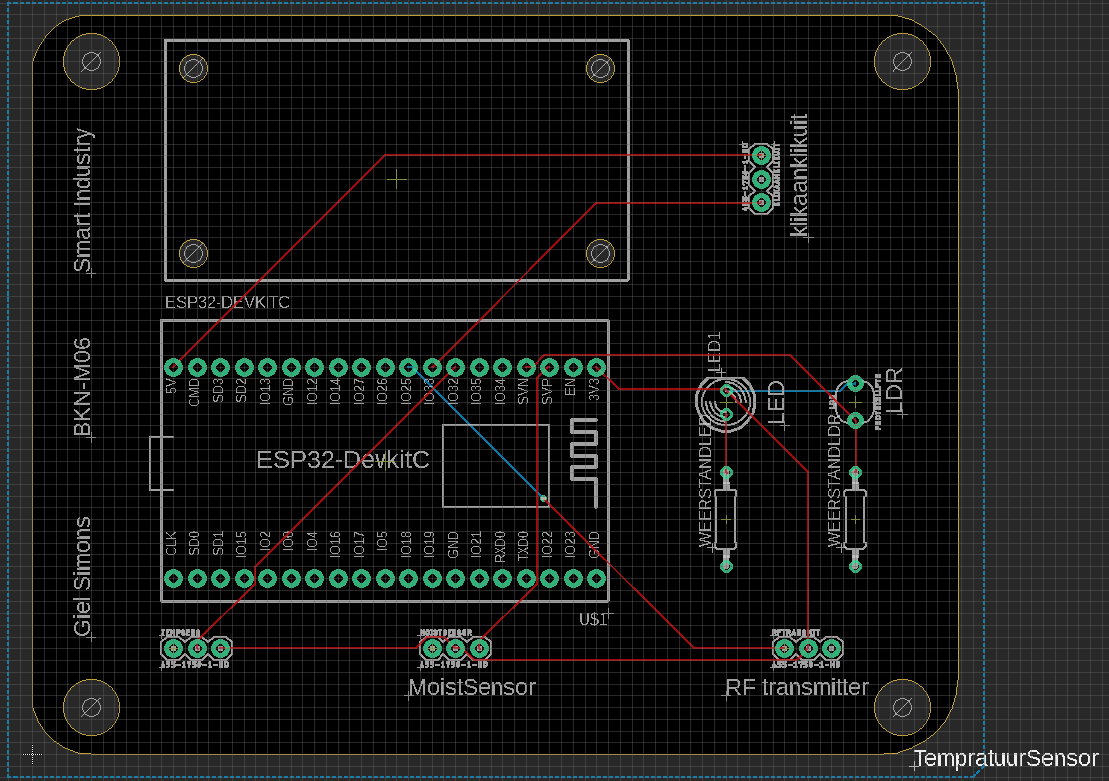 Smart Industry
klikaanklikuit
ESP32-DEVKITC
BKN-M06
5V
CMD
SD3
SD2
IO13
GND
IO12
IO14
IO27
IO26
IO25
IO33
IO32
IO35
IO34
SVN
SVP
EN
3V3
LED1
LED
LDR
ESP32-DevkitC
WEERSTANDLED
WEERSTANDLDR
Giel Simons
CLK
SD0
SD1
IO15
IO2
IO0
IO4
IO16
IO17
IO5
IO18
IO19
GND
IO21
RXD0
TXD0
IO22
IO23
GND
U$1
MoistSensor
RF transmitter
TempratuurSensor